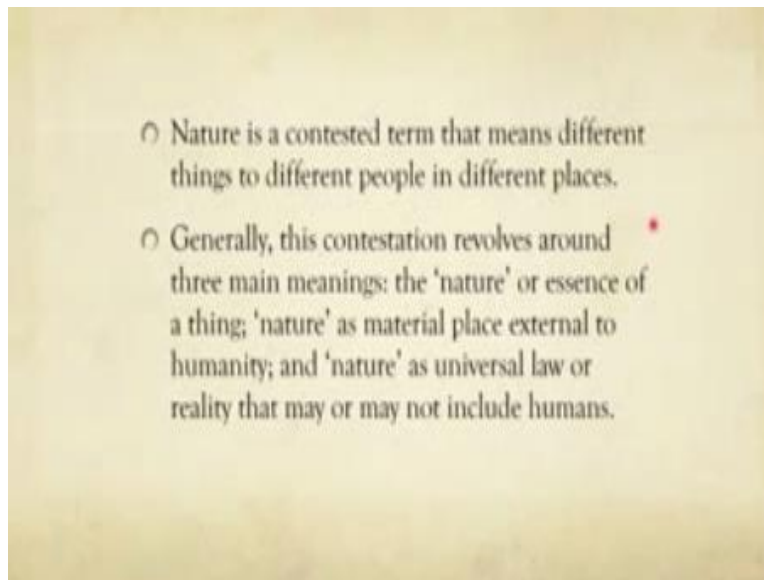 Nature is a contested term that means different
things to different people in different places.
Generally, this contestation revolves around
three main meanings: the 'nature' or essence of
a thing; 'nature' as material place external to
humanity; and 'nature' as universal law or
reality that may or may not include humans.